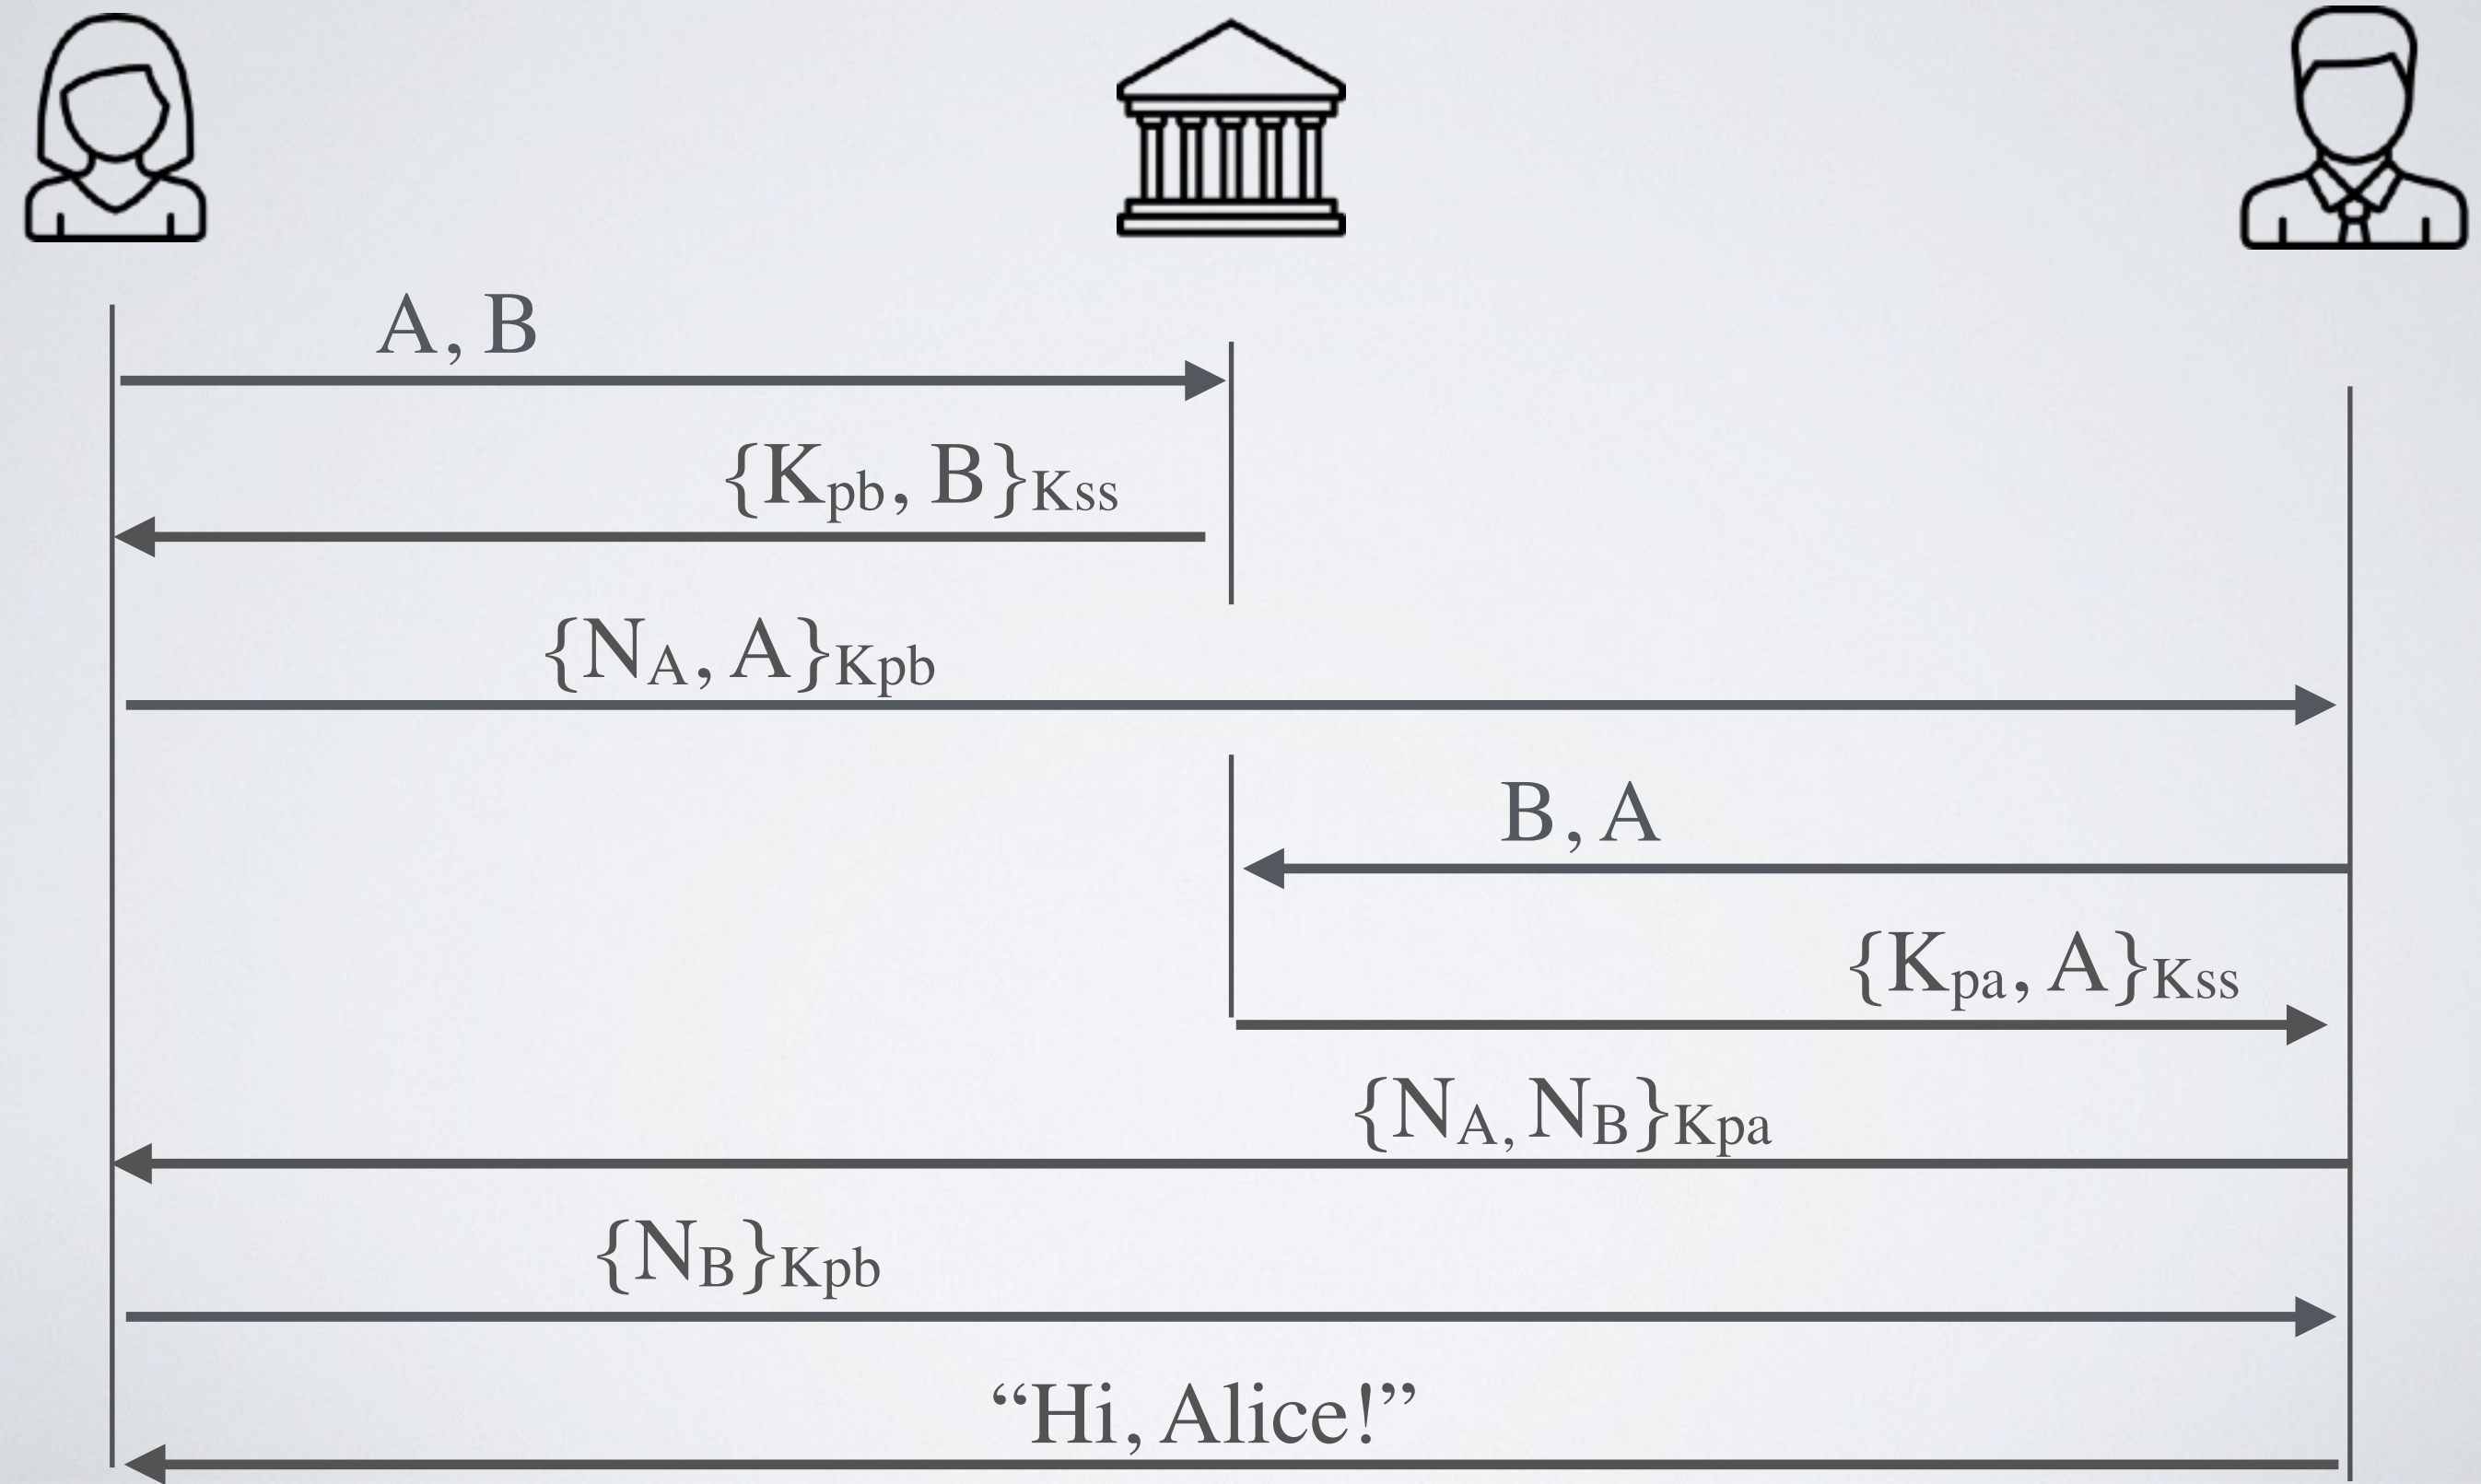 A, B
{Kpb, B}Kss
{NA, A}Kpb
B, A
{Kpa, A}Kss
{NA, NB}Kpa
{NB}Kpb
“Hi, Alice!”